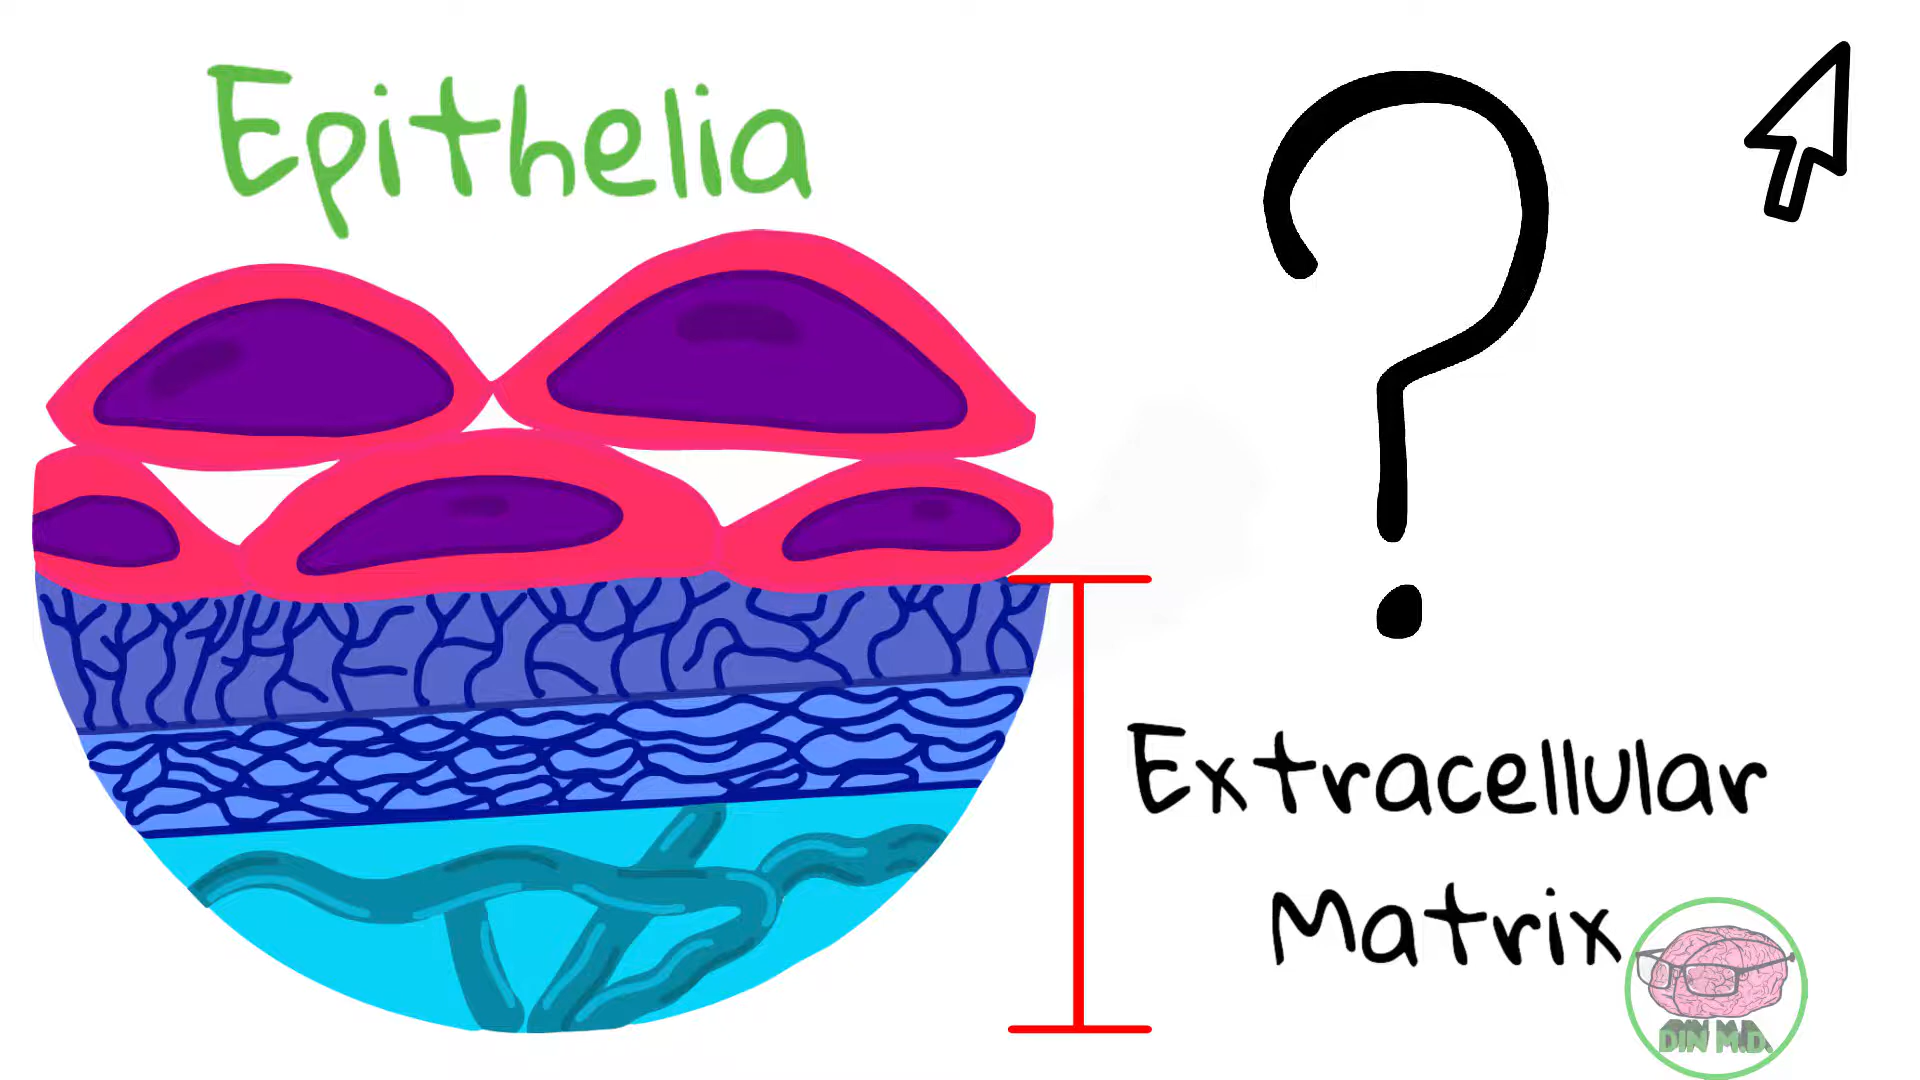 Epithelia
?
Extracellular
Matrix
DIN M.D.